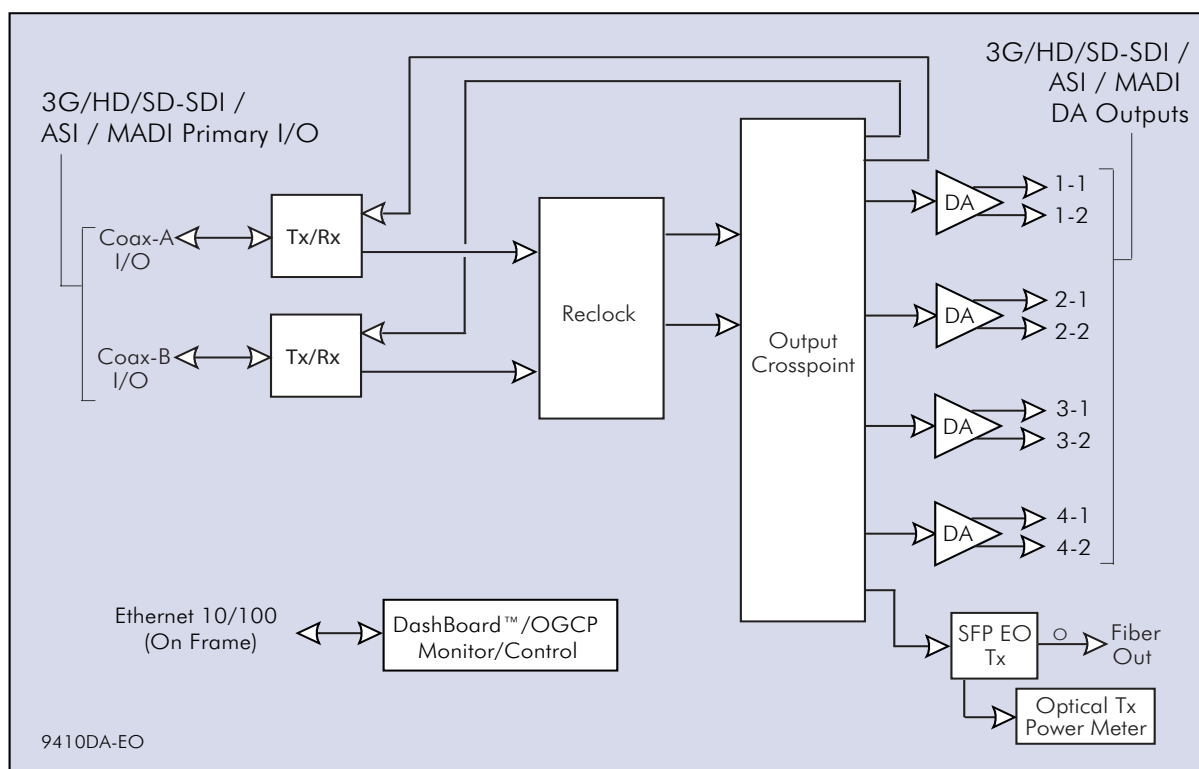 3G/HD/SD-SDI /
ASI / MADI Primary I/O
3G/HD/SD-SDI /
ASI / MADI
DA Outputs
Coax-A
I/O
Tx/Rx
Coax-B
I/O
Tx/Rx
Reclock
Output
Crosspoint
DA
1-1
1-2
DA
2-1
2-2
DA
3-1
3-2
DA
4-1
4-2
Ethernet 10/100
(On Frame)
DashBoard™/OGCP
Monitor/Control
SFP EO
Tx
Fiber
Out
Optical Tx
Power Meter
9410DA-EO